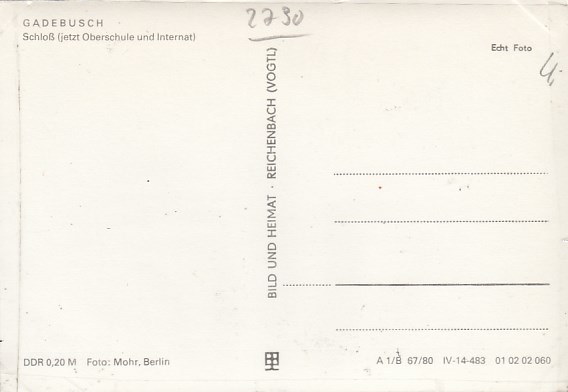 GADEBUSCH
Schloß (jetzt Oberschule und Internat)
2730
Echt Foto
4,
BILD UND HEIMAT · REICHENBACH (VOGTL)
DDR 0,20 M Foto: Mohr, Berlin
A 1/B 67/80 IV-14-483 01 02 02 060